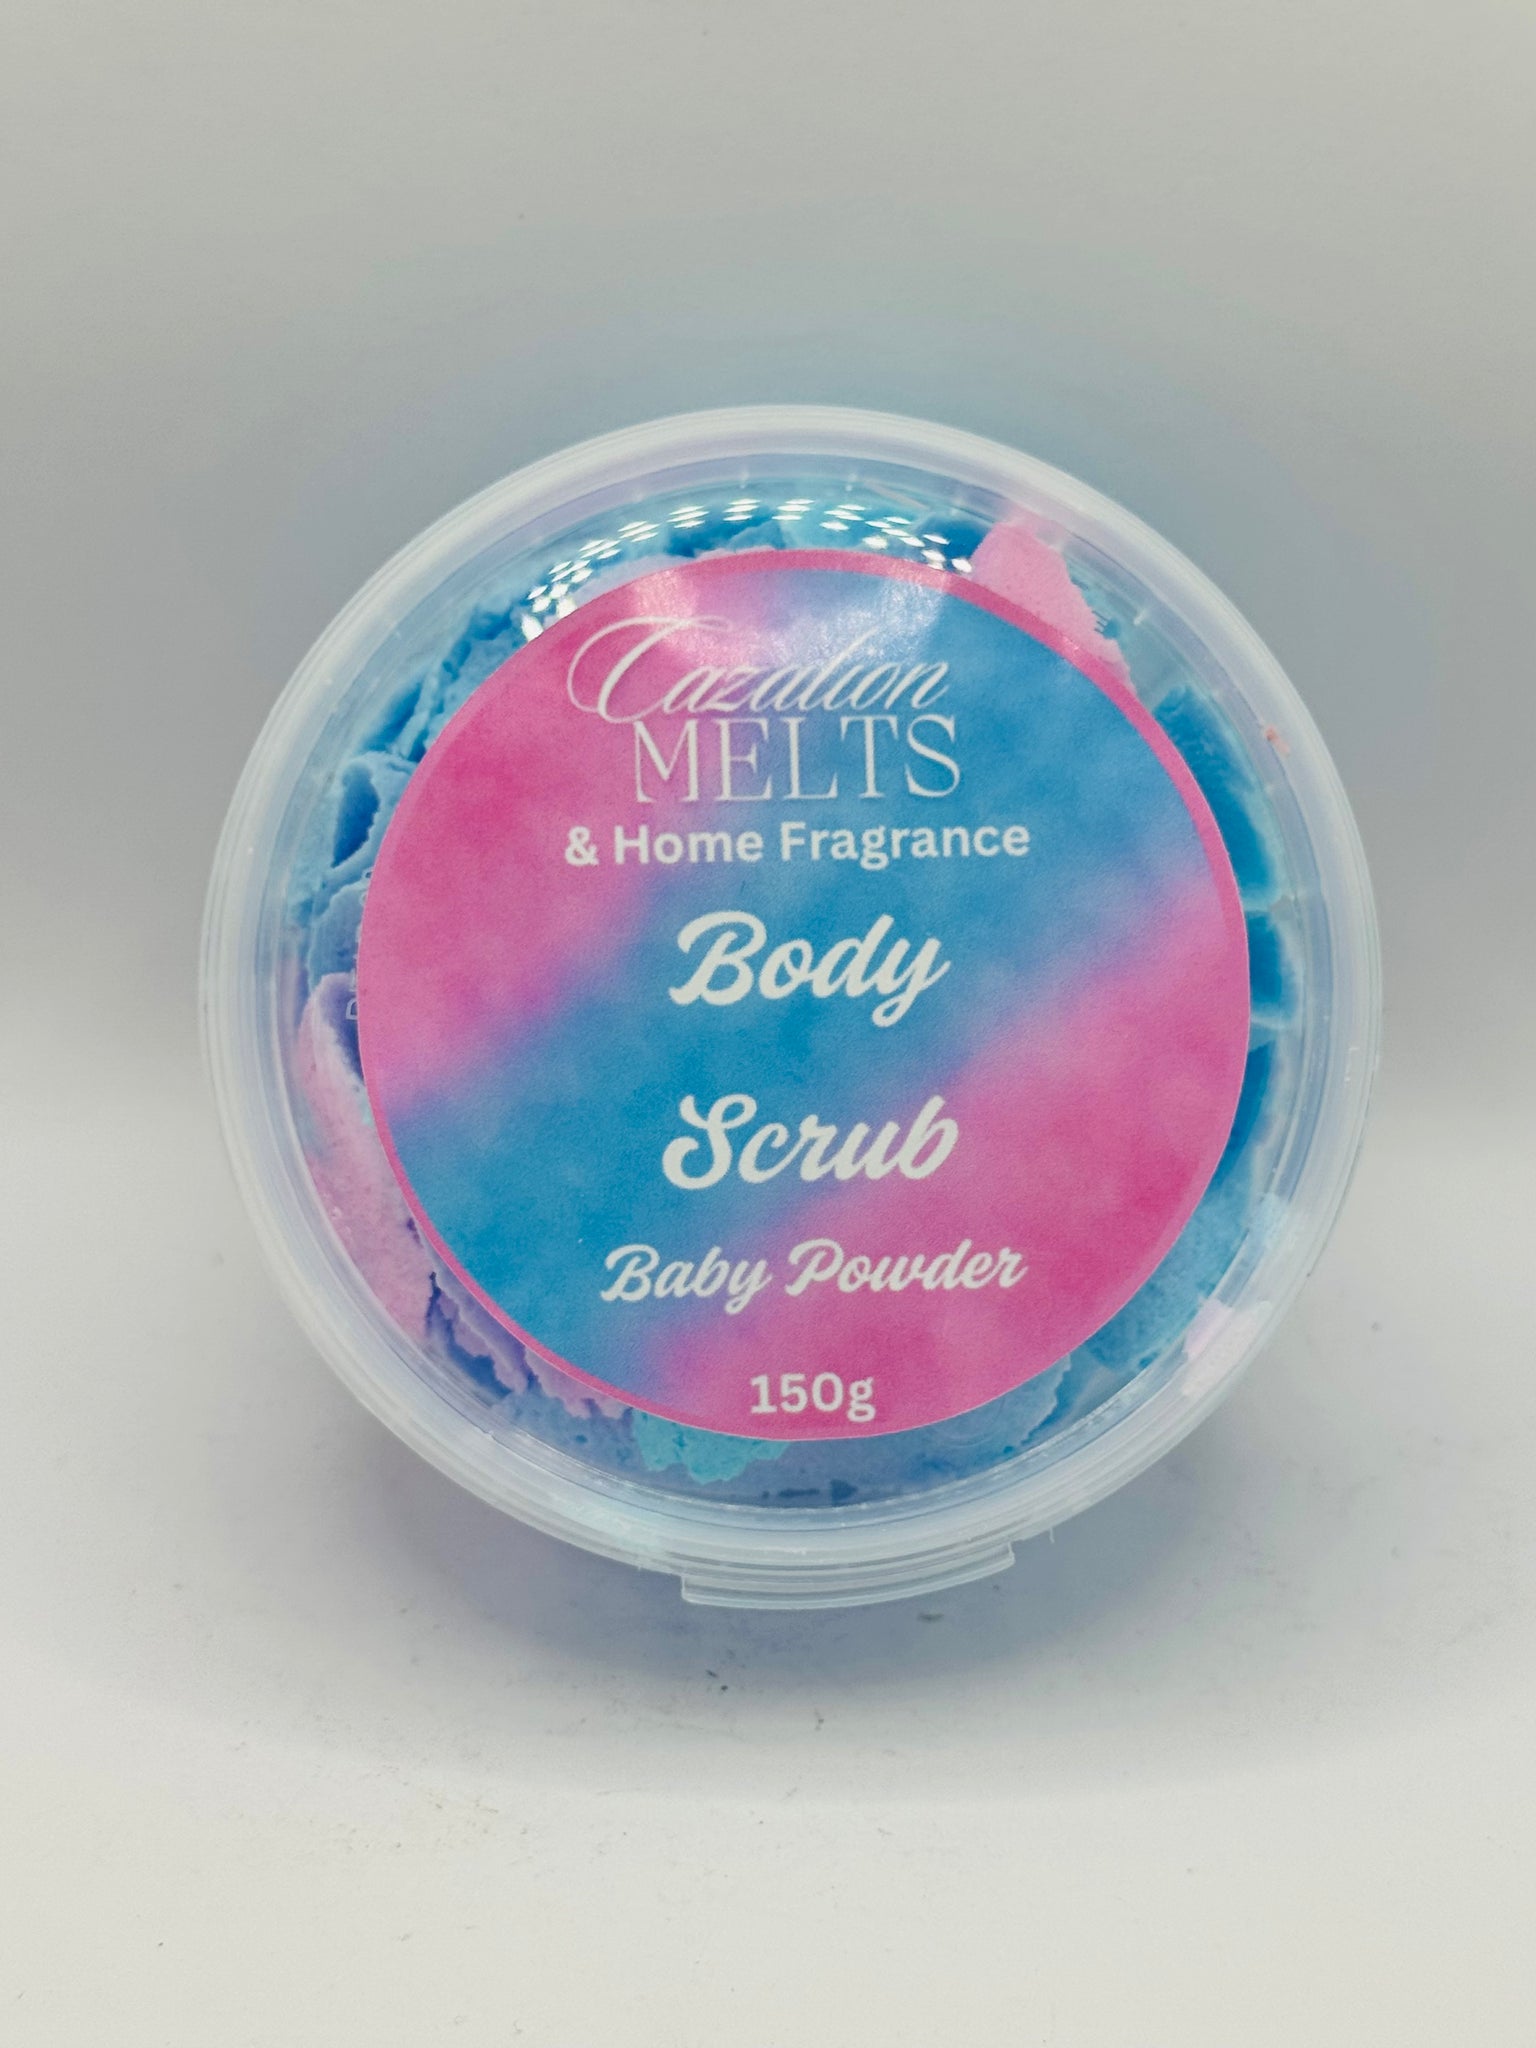 Cazalion
MELTS
& Home Fragrance
Body
Scrub
Baby Powder
150g